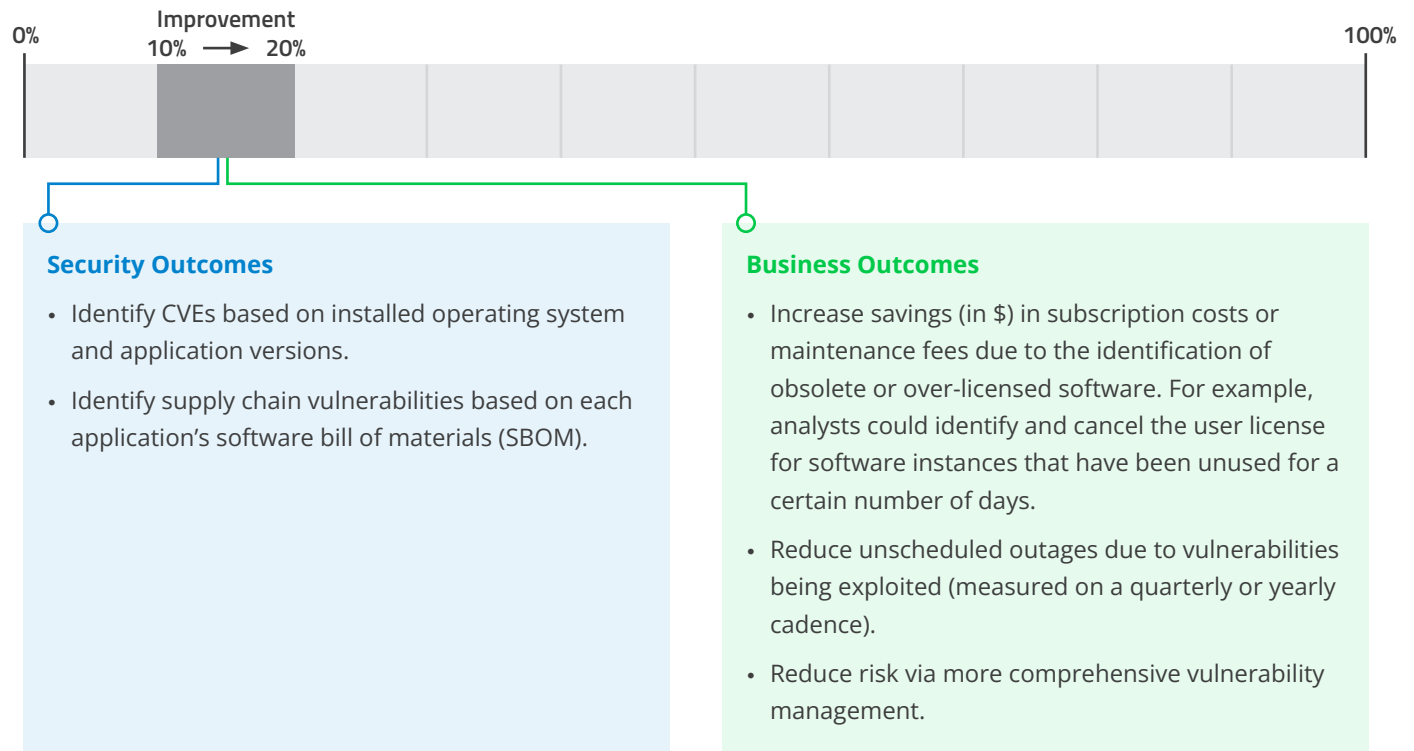 Improvement
0%
10% 20%
100%
Security Outcomes
• Identify CVEs based on installed operating system
and application versions.
• Identify supply chain vulnerabilities based on each
application's software bill of materials (SBOM).
Business Outcomes
• Increase savings (in $) in subscription costs or
maintenance fees due to the identification of
obsolete or over-licensed software. For example,
analysts could identify and cancel the user license
for software instances that have been unused for a
certain number of days.
• Reduce unscheduled outages due to vulnerabilities
being exploited (measured on a quarterly or yearly
cadence).
• Reduce risk via more comprehensive vulnerability
management.